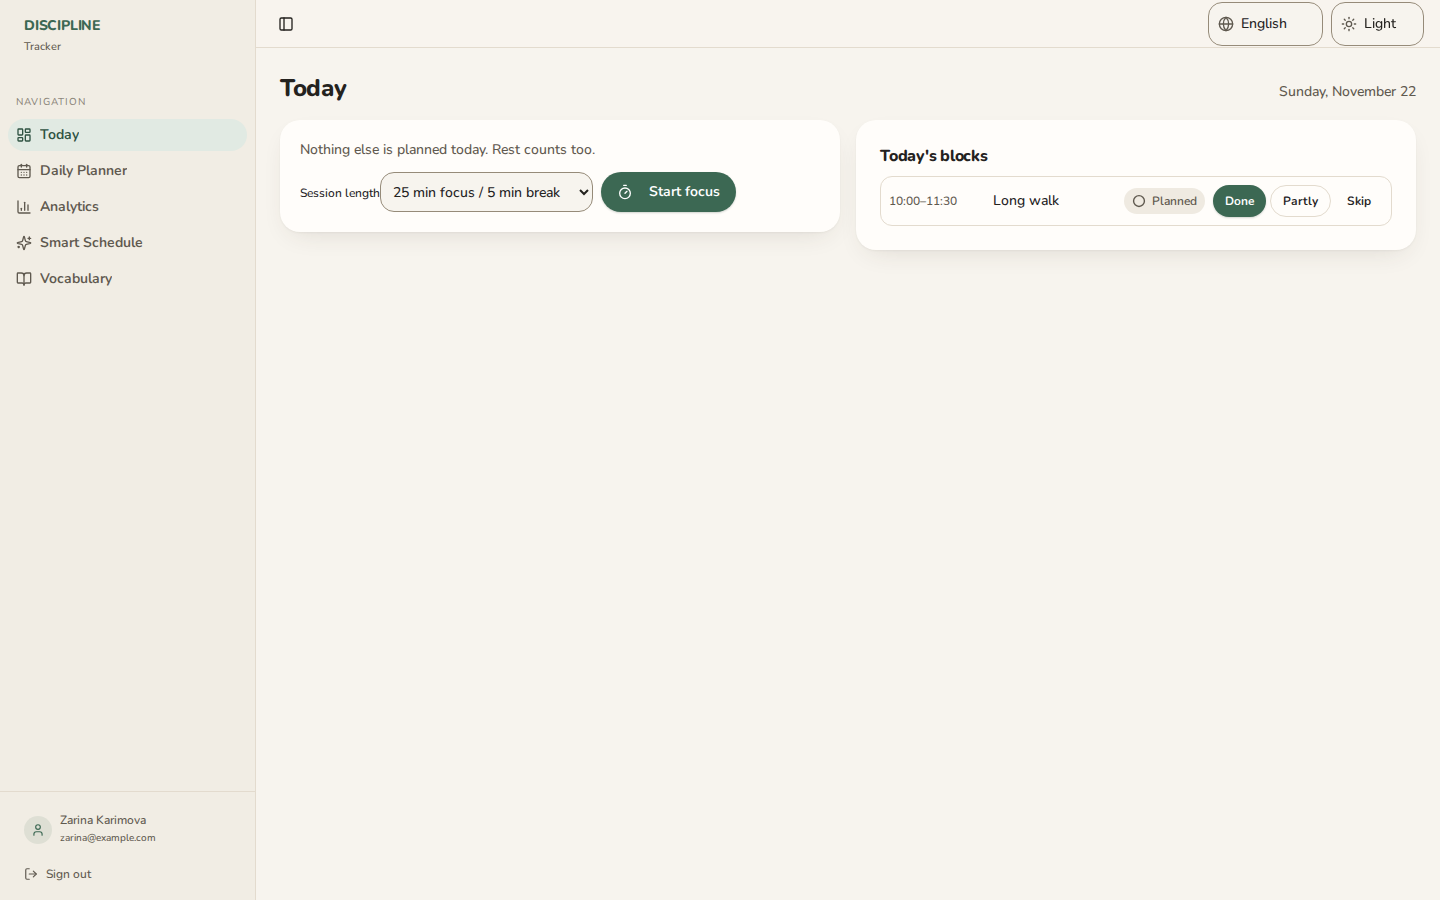 DISCIPLINE
Tracker
NAVIGATION
Today
Daily Planner
Analytics
Smart Schedule
Vocabulary
Zarina Karimova
zarina@example.com
Sign out
English
Light
Today
Sunday, November 22
Nothing else is planned today. Rest counts too.
Session length 25 min focus / 5 min break Start focus
Today's blocks
10:00–11:30 Long walk Planned Done Partly Skip